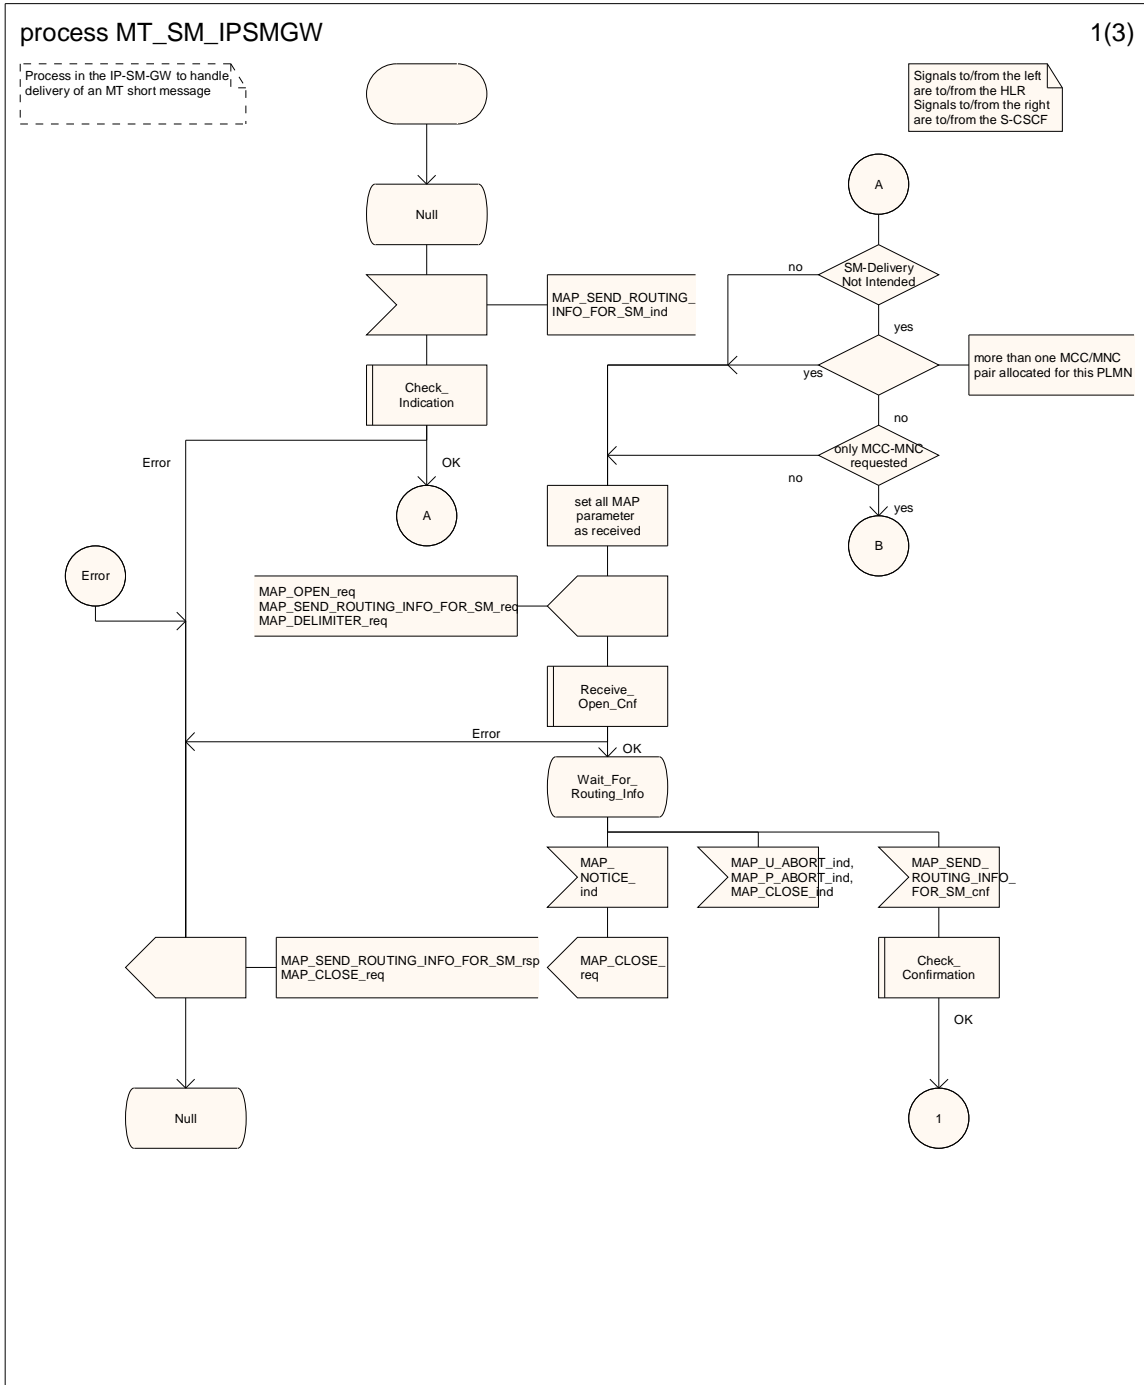 process MT_SM_IPSMGW
1(3)
Process in the IP-SM-GW to handle
delivery of an MT short message
Signals to/from the left
are to/from the HLR
Signals to/from the right
are to/from the S-CSCF
A
Null
SM-Delivery
Not Intended
no
yes
MAP_SEND_ROUTING_
INFO_FOR_SM_ind
more than one MCC/MNC
pair allocated for this PLMN
yes
no
Check_
Indication
only MCC-MNC
requested
no
yes
Error
OK
A
set all MAP
parameter
as received
B
Error
MAP_OPEN_req
MAP_SEND_ROUTING_INFO_FOR_SM_req
MAP_DELIMITER_req
Receive_
Open_Cnf
Error
OK
Wait_For_
Routing_Info
MAP_
NOTICE_
ind
MAP_U_ABORT_ind,
MAP_P_ABORT_ind,
MAP_CLOSE_ind
MAP_SEND_
ROUTING_INFO_
FOR_SM_cnf
MAP_SEND_ROUTING_INFO_FOR_SM_rsp
MAP_CLOSE_req
MAP_CLOSE_
req
Check_
Confirmation
OK
Null
1